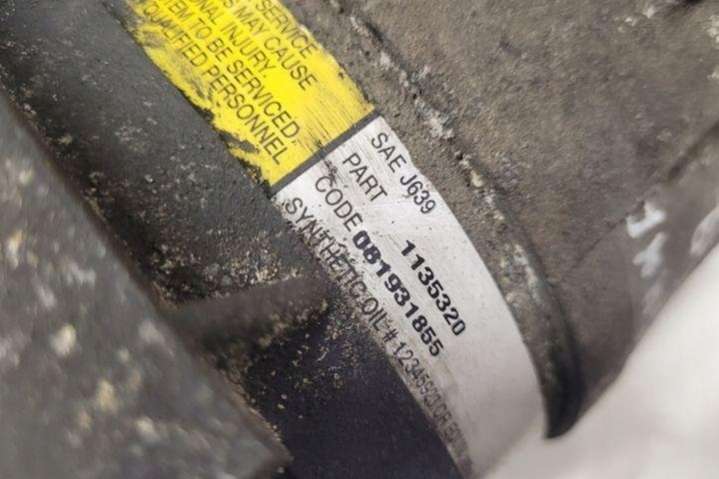 SERVICE
MAY CAUSE
INJURY.
TO BE SERVICED
QUALIFIED PERSONNEL
SAE J639
PART 1135320
CODE 081931855
SYNTHETIC OIL #